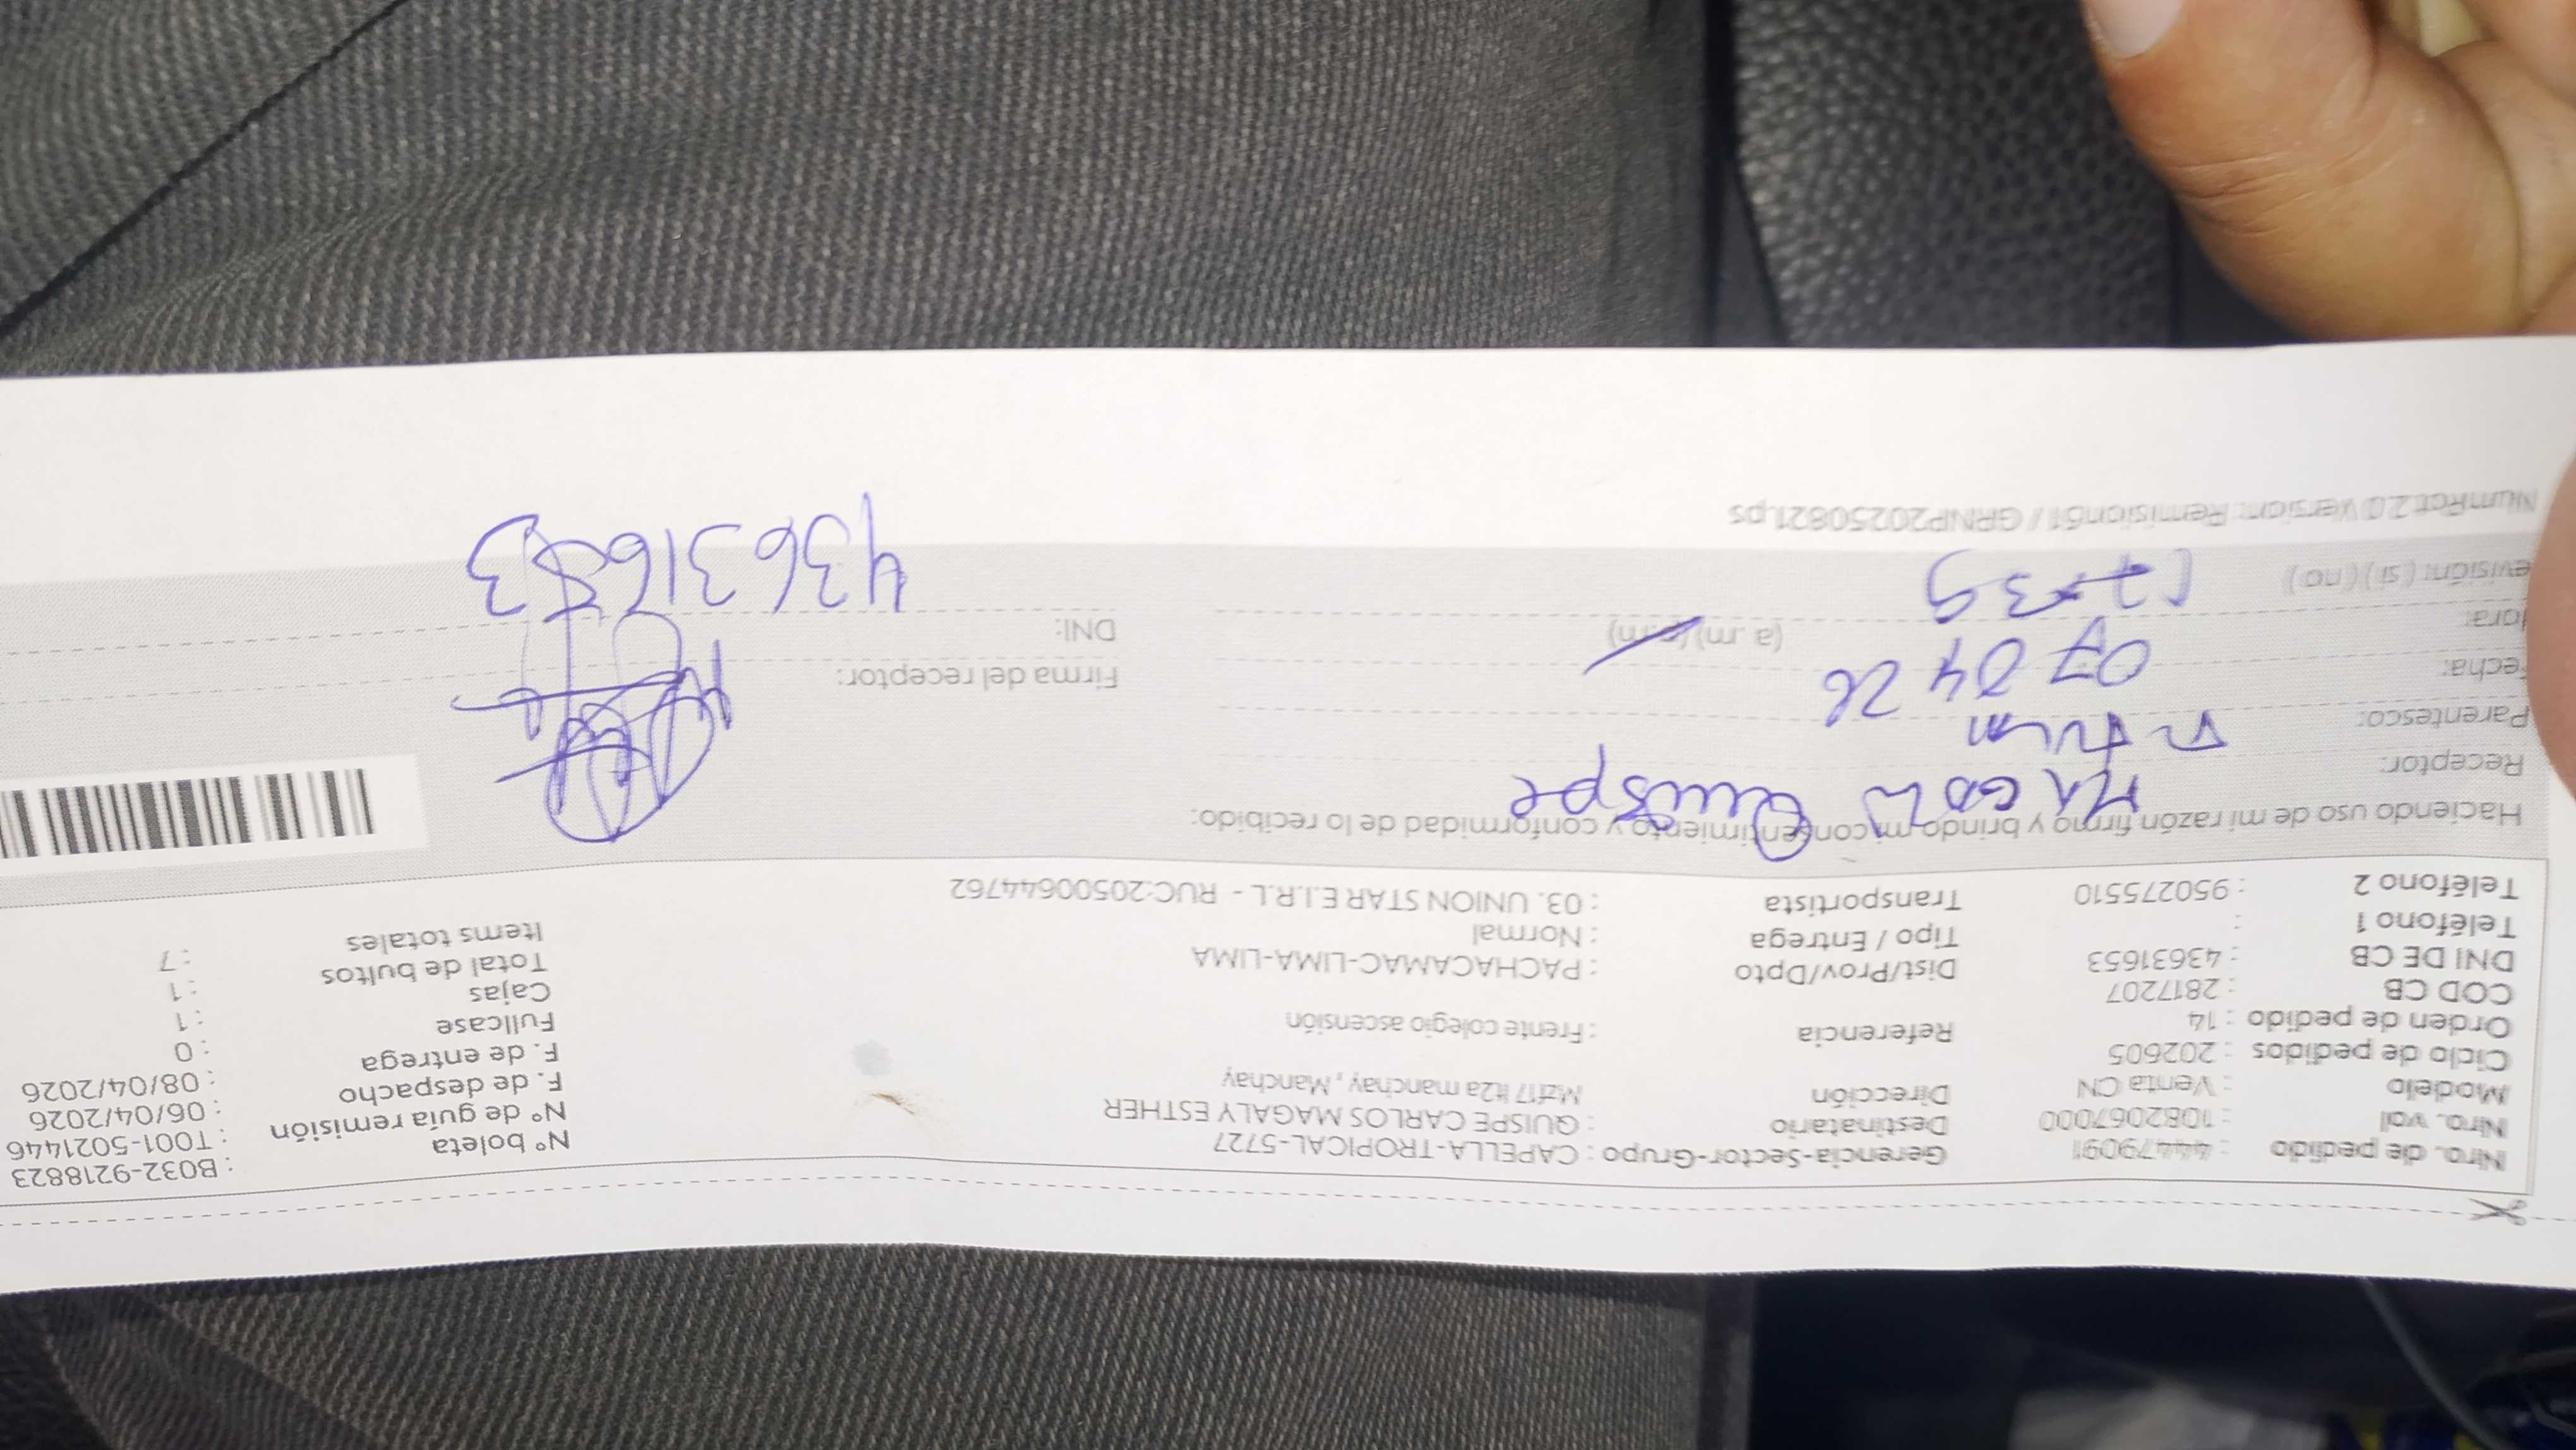 Nro. de pedido : 444479091
Nro. val : 1082067000
Modelo : Venta CN
Ciclo de pedidos : 202605
Orden de pedido : 14
COD CB : 2817207
DNI DE CB : 43631653
Teléfono 1 :
Teléfono 2 : 950275510
Gerencia-Sector-Grupo : CAPELLA-TROPICAL-5727
Destinatario : QUISPE CARLOS MAGALY ESTHER
Dirección Mzf17 lt2a manchay, Manchay
Referencia : Frente colegio ascensión
Dist/Prov/Dpto : PACHACAMAC-LIMA-LIMA
Tipo / Entrega : Normal
Transportista : 03. UNION STAR E.I.R.L - RUC:20500644762
N° boleta : B032-9218823
N° de guía remisión : T001-5021446
F. de despacho : 06/04/2026
F. de entrega : 08/04/2026
Fullcase : 0
Cajas : 1
Total de bultos : 1
Items totales : 7
Haciendo uso de mi razón firmo y brindo mi consentimiento y conformidad de lo recibido:
Receptor: Quispe
Parentesco:
Fecha: 07 04 26
Hora: (a.m) (p.m)
evisión: (si) (no)
Firma del receptor:
DNI: 43631653
NumRgt 2.0 Version: Remision61 / GRNP20250821.ps